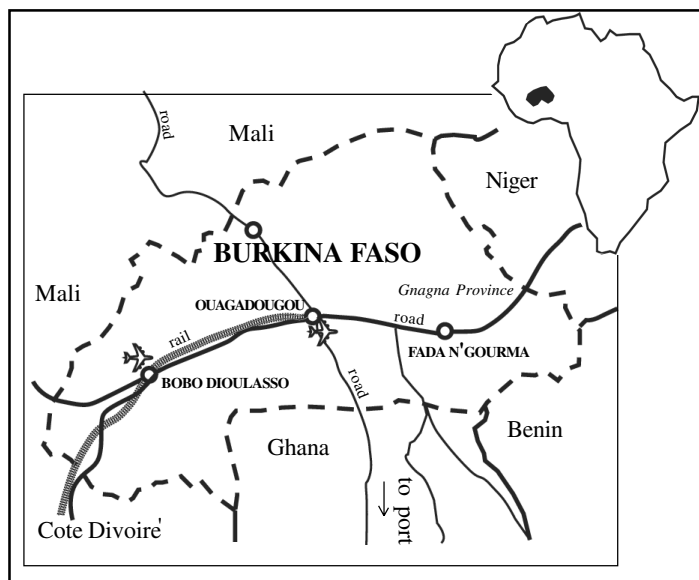 road
Mali
Niger
BURKINA FASO
Gnagna Province
Mali
OUAGADOUGOU
road
rail
FADA N'GOURMA
BOBO DIOULASSO
road
Benin
Ghana
to port
Cote Divoire'